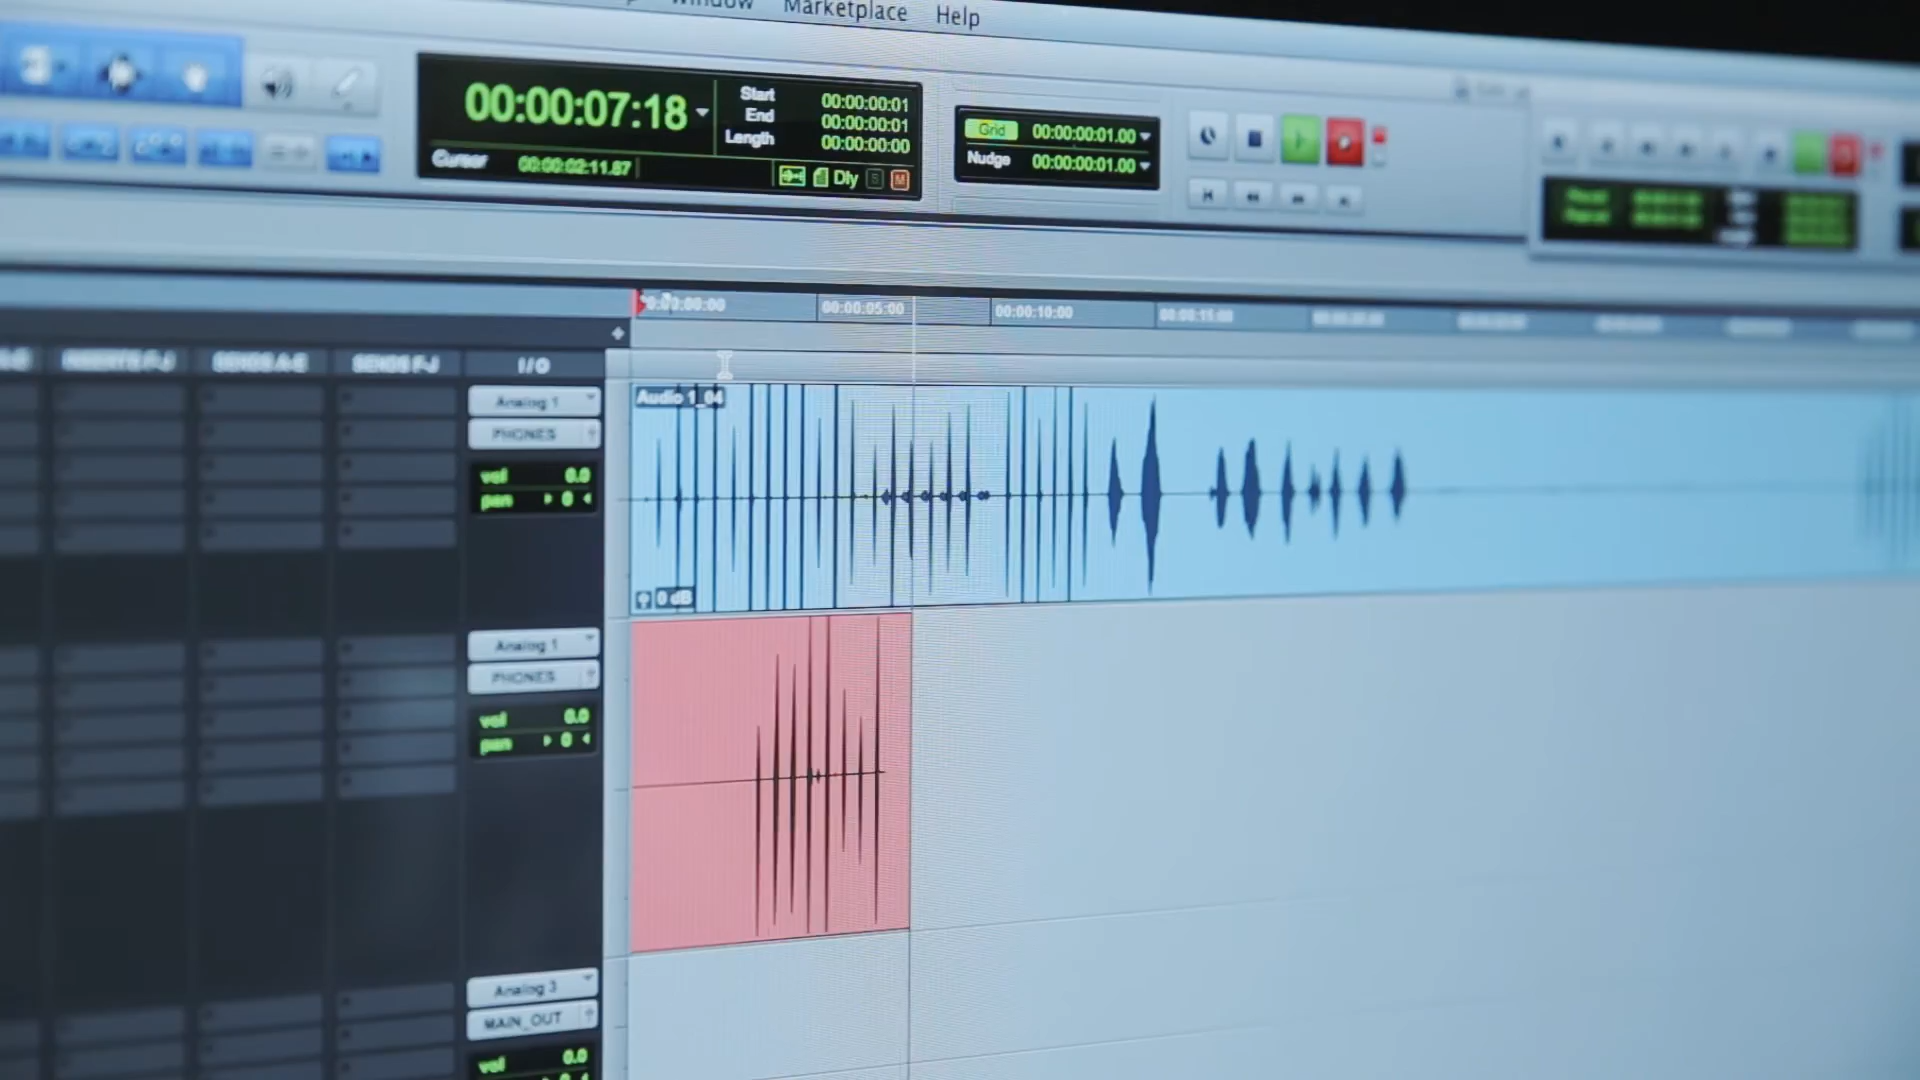 Window Marketplace Help
00:00:07:18
Start 00:00:00:01
End 00:00:00:01
Length 00:00:00:00
Cursor 00:00:02:11.87
Dly S M
Grid 00:00:00:01.00
Nudge 00:00:00:01.00
00:00:05:00
00:00:10:00
00:00:15:00
INSERTS F-J
SENDS A-E
SENDS F-J
I/O
Audio 1_04
0 dB
Analog 1
PHONES
vol 0.0
pan 0
Analog 1
PHONES
vol 0.0
pan 0
Analog 3
MAIN_OUT
vol 0.0